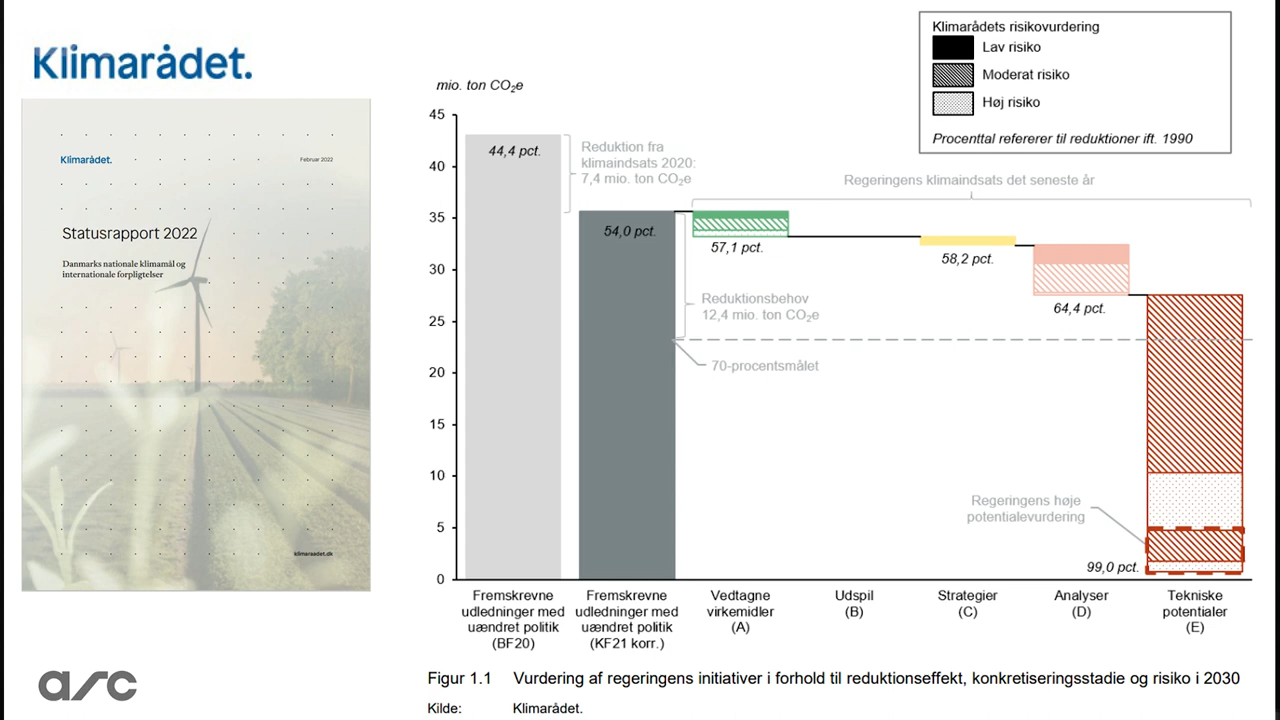 Klimarådet.
Klimarådet.
Februar 2022
Statusrapport 2022
Danmarks nationale klimamål og
internationale forpligtelser
klimaraadet.dk
arc
Klimarådets risikovurdering
Lav risiko
Moderat risiko
Høj risiko
Procenttal refererer til reduktioner ift. 1990
mio. ton CO₂e
45
40
35
30
25
20
15
10
5
0
44,4 pct.
Reduktion fra
klimaindsats 2020:
7,4 mio. ton CO₂e
54,0 pct.
Regeringens klimaindsats det seneste år
57,1 pct.
58,2 pct.
64,4 pct.
Reduktionsbehov
12,4 mio. ton CO₂e
70-procentsmålet
Regeringens høje
potentialevurdering
99,0 pct.
Fremskrevne
udledninger med
uændret politik
(BF20)
Fremskrevne
udledninger med
uændret politik
(KF21 korr.)
Vedtagne
virkemidler
(A)
Udspil
(B)
Strategier
(C)
Analyser
(D)
Tekniske
potentialer
(E)
Figur 1.1 Vurdering af regeringens initiativer i forhold til reduktionseffekt, konkretiseringsstadie og risiko i 2030
Kilde: Klimarådet.